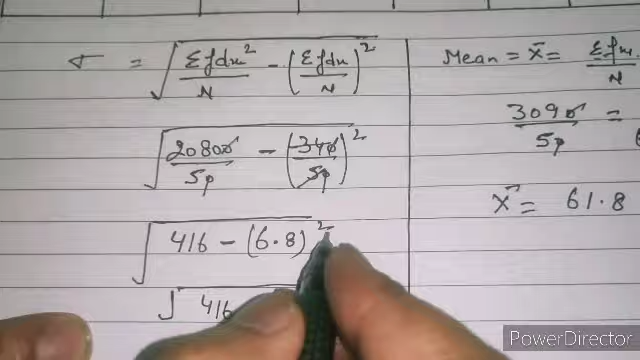 σ = √ Σfdx² / N − (Σfdx / N)²
√ 20800 / 50 − (340 / 50)²
√ 416 − (6.8)²
√ 416
Mean = X̄ = Σfx / N
3090 / 50 =
X̄ = 61.8
PowerDirector